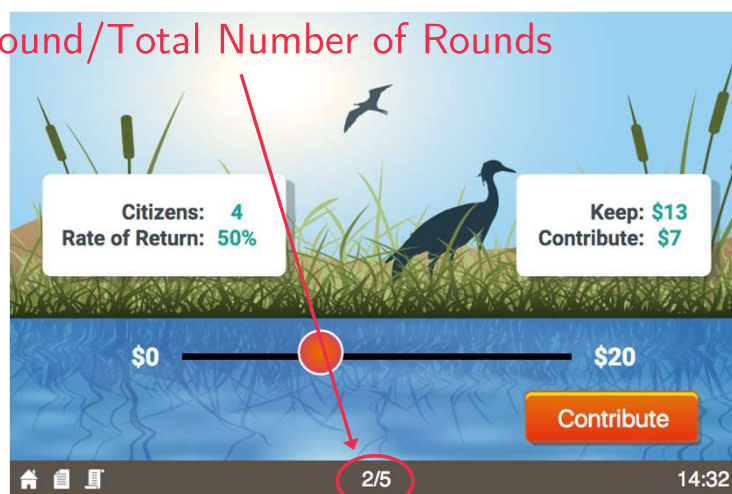 ound/Total Number of Rounds
Citizens: 4
Rate of Return: 50%
Keep: $13
Contribute: $7
$0
$20
Contribute
2/5
14:32